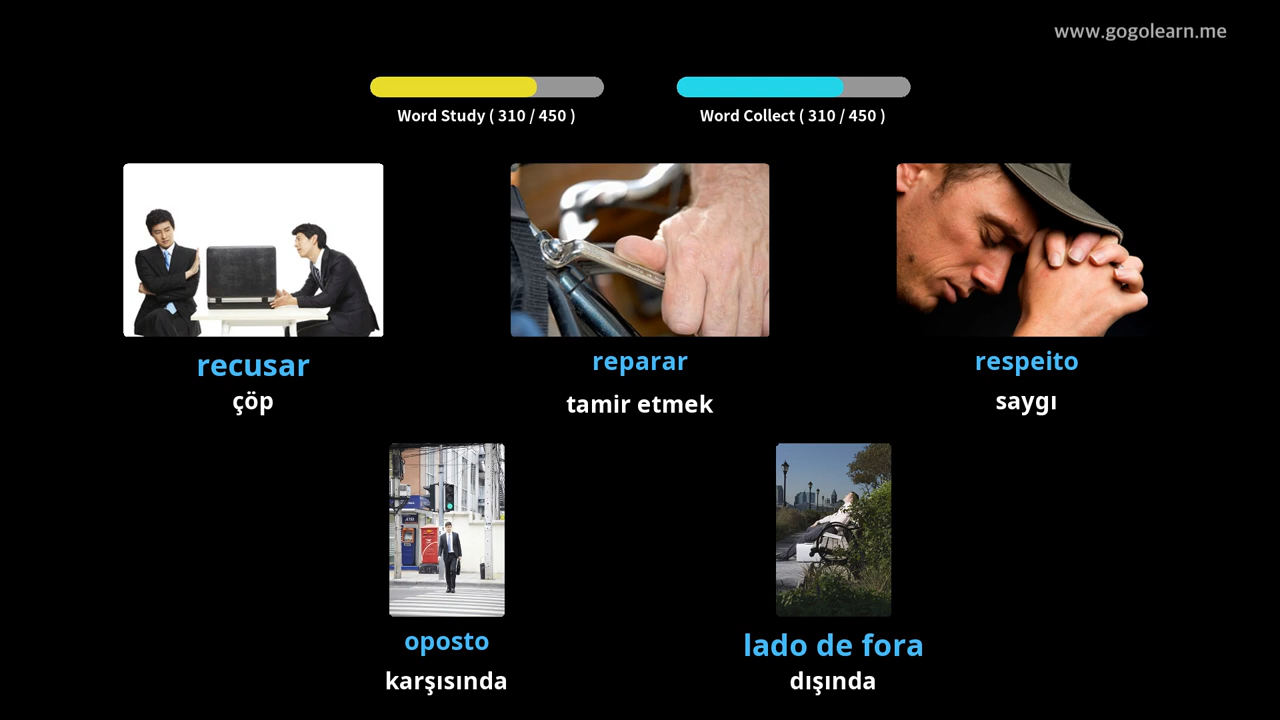 www.gogolearn.me
Word Study ( 310 / 450 )
Word Collect ( 310 / 450 )
recusar
çöp
reparar
tamir etmek
respeito
saygı
oposto
karşısında
lado de fora
dışında